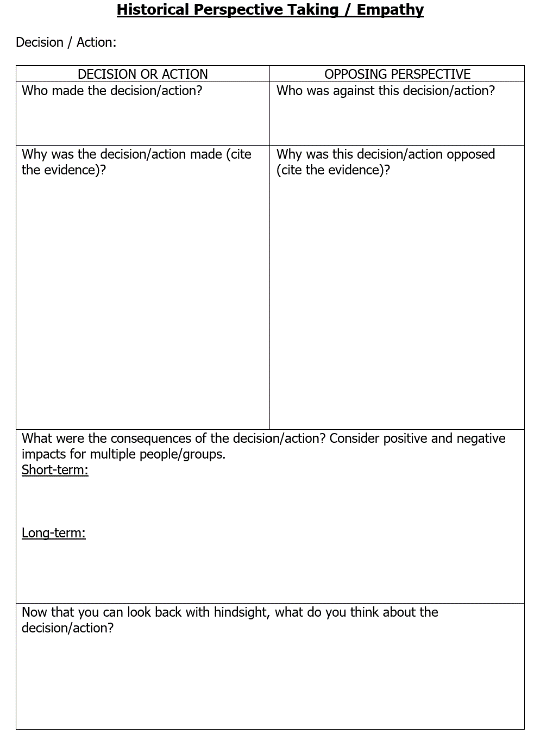 Historical Perspective Taking / Empathy
Decision / Action:
DECISION OR ACTION
OPPOSING PERSPECTIVE
Who made the decision/action?
Who was against this decision/action?
Why was the decision/action made (cite
the evidence)?
Why was this decision/action opposed
(cite the evidence)?
What were the consequences of the decision/action? Consider positive and negative
impacts for multiple people/groups.
Short-term:
Long-term:
Now that you can look back with hindsight, what do you think about the
decision/action?